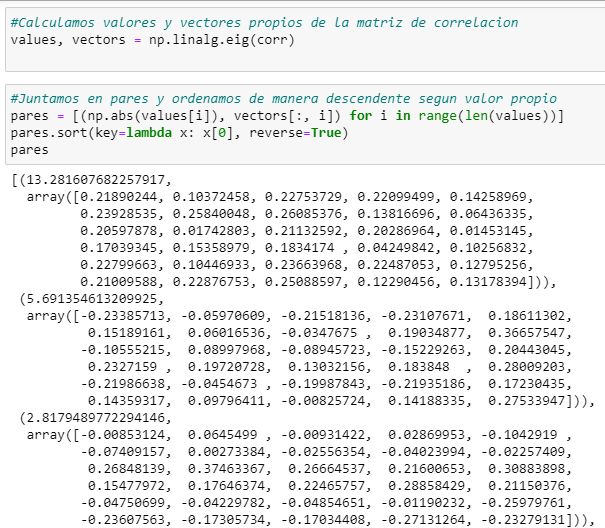 #Calculamos valores y vectores propios de la matriz de correlacion
values, vectors = np.linalg.eig(corr)
#Juntamos en pares y ordenamos de manera descendente segun valor propio
pares = [(np.abs(values[i]), vectors[:, i]) for i in range(len(values))]
pares.sort(key=lambda x: x[0], reverse=True)
pares
[(13.281607682257917,
array([0.21890244, 0.10372458, 0.22753729, 0.22099499, 0.14258969,
0.23928535, 0.25840048, 0.26085376, 0.13816696, 0.06436335,
0.20597878, 0.01742803, 0.21132592, 0.20286964, 0.01453145,
0.17039345, 0.15358979, 0.1834174 , 0.04249842, 0.10256832,
0.22799663, 0.10446933, 0.23663968, 0.22487053, 0.12795256,
0.21009588, 0.22876753, 0.25088597, 0.12290456, 0.13178394])),
(5.691354613209925,
array([-0.23385713, -0.05970609, -0.21518136, -0.23107671, 0.18611302,
0.15189161, 0.06016536, -0.0347675 , 0.19034877, 0.36657547,
-0.10555215, 0.08997968, -0.08945723, -0.15229263, 0.20443045,
0.2327159 , 0.19720728, 0.13032156, 0.183848 , 0.28009203,
-0.21986638, -0.0454673 , -0.19987843, -0.21935186, 0.17230435,
0.14359317, 0.09796411, -0.00825724, 0.14188335, 0.27533947])),
(2.8179489772294146,
array([-0.00853124, 0.0645499 , -0.00931422, 0.02869953, -0.1042919 ,
-0.07409157, 0.00273384, -0.02556354, -0.04023994, -0.02257409,
0.26848139, 0.37463367, 0.26664537, 0.21600653, 0.30883898,
0.15477972, 0.17646374, 0.22465757, 0.28858429, 0.21150376,
-0.04750699, -0.04229782, -0.04854651, -0.01190232, -0.25979761,
-0.23607563, -0.17305734, -0.17034408, -0.27131264, -0.23279131])),